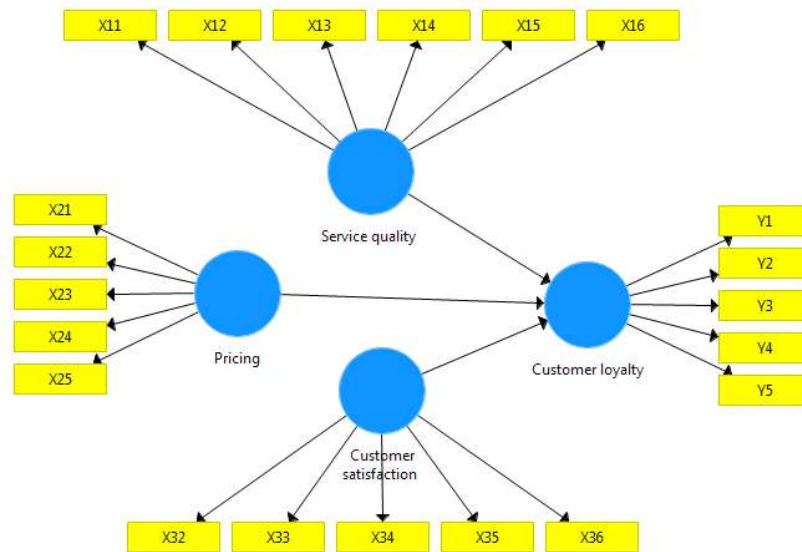 X11
X12
X13
X14
X15
X16
Service quality
X21
X22
X23
X24
X25
Pricing
Y1
Y2
Y3
Y4
Y5
Customer loyalty
Customer
satisfaction
X32
X33
X34
X35
X36